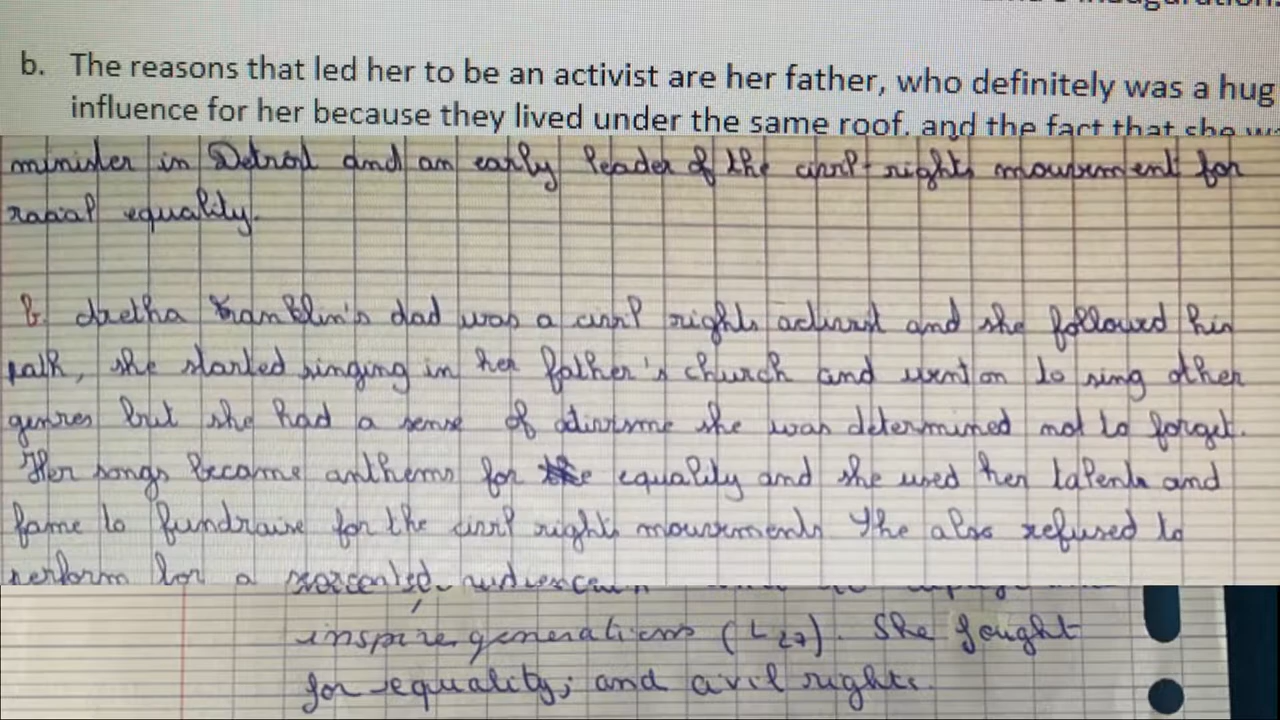 b. The reasons that led her to be an activist are her father, who definitely was a hug
influence for her because they lived under the same roof. and the fact that she
minister in Detroit and an early leader of the civil rights mouvement for
racial equality.
b. Aretha Franklin's dad was a civil rights activist and she followed his
path, she started singing in her father's church and went on to sing other
genres but she had a sense of activisme she was determined not to forget.
Her songs became anthems for the equality and she used her talents and
fame to fundraise for the civil rights mouvements. She also refused to
perform for a
inspire generations (L 27). She fought
for equality; and civil rights.